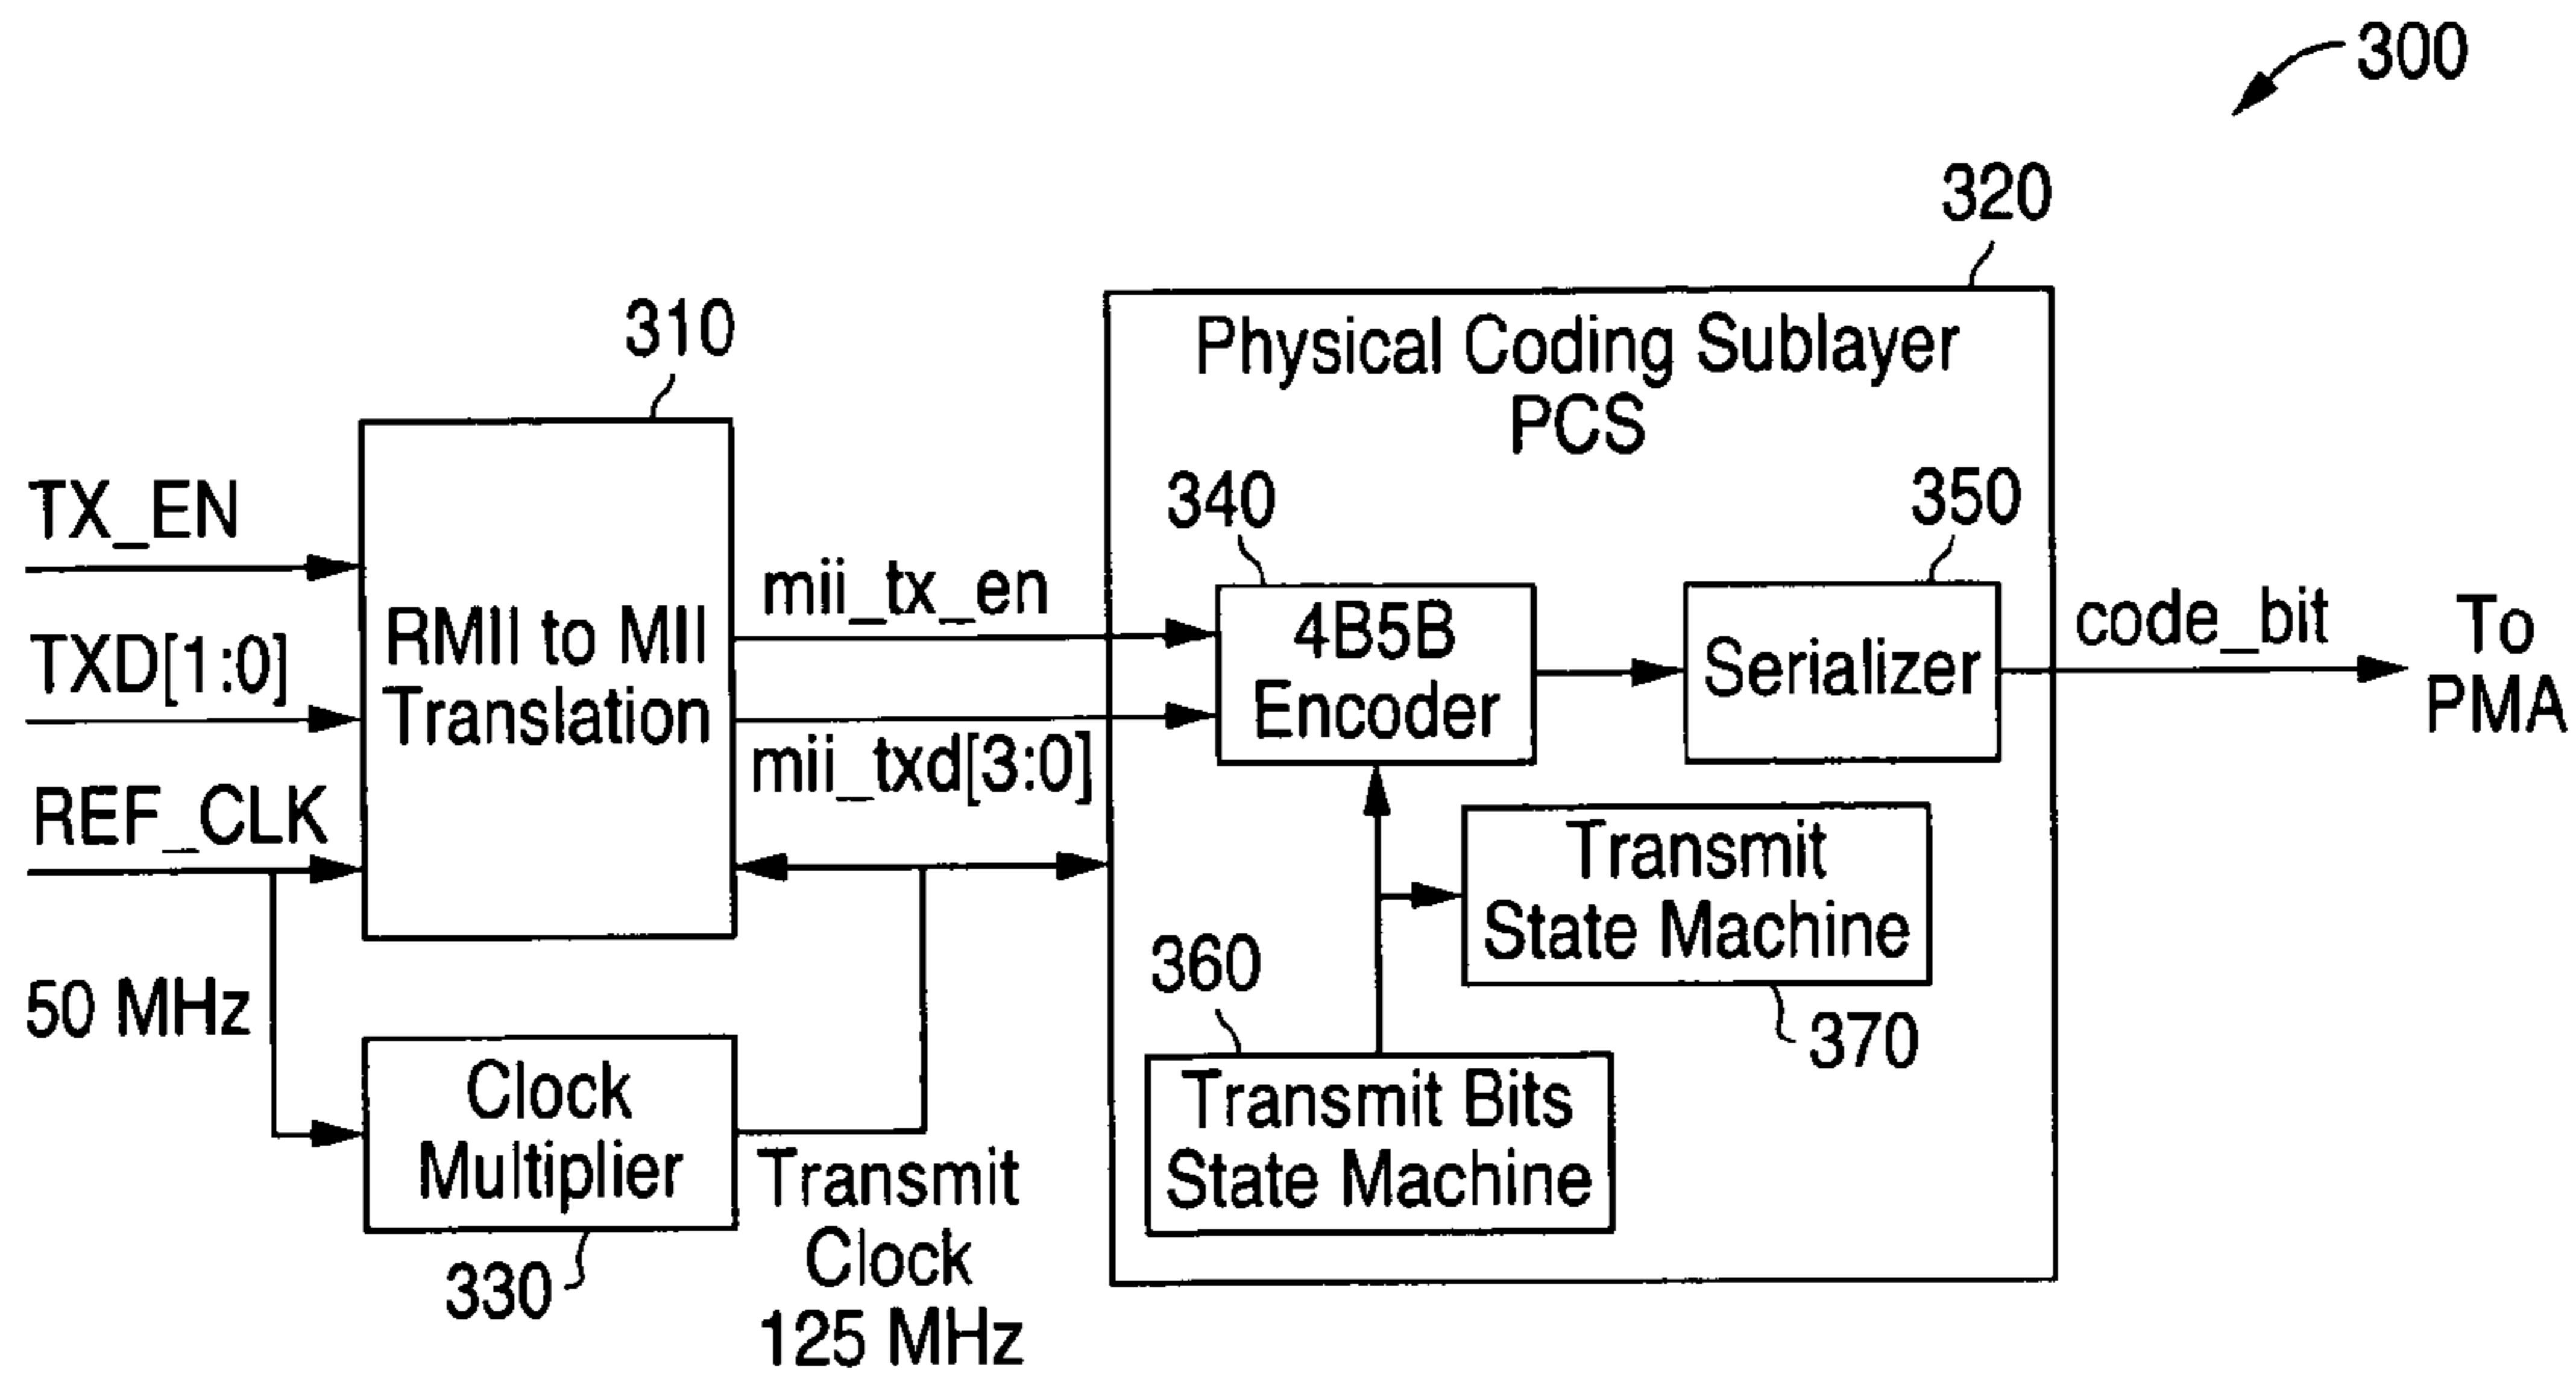 300
320
310
Physical Coding Sublayer
PCS
TX_EN
TXD[1:0]
REF_CLK
50 MHz
RMII to MII
Translation
mii_tx_en
mii_txd[3:0]
340
4B5B
Encoder
350
Serializer
code_bit
To
PMA
Transmit
State Machine
370
360
Transmit Bits
State Machine
Clock
Multiplier
330
Transmit
Clock
125 MHz